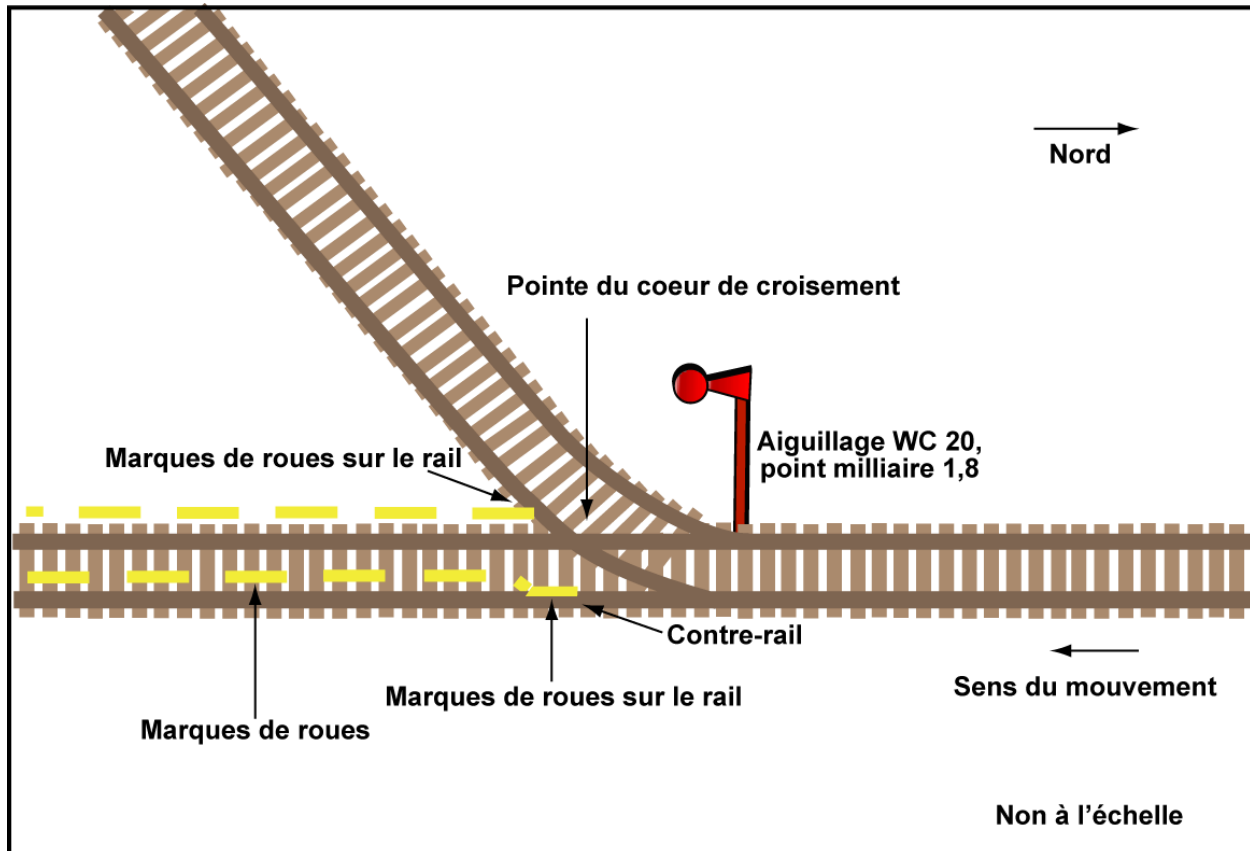 Nord
Pointe du coeur de croisement
Aiguillage WC 20,
point milliaire 1,8
Marques de roues sur le rail
Contre-rail
Marques de roues sur le rail
Sens du mouvement
Marques de roues
Non à l'échelle